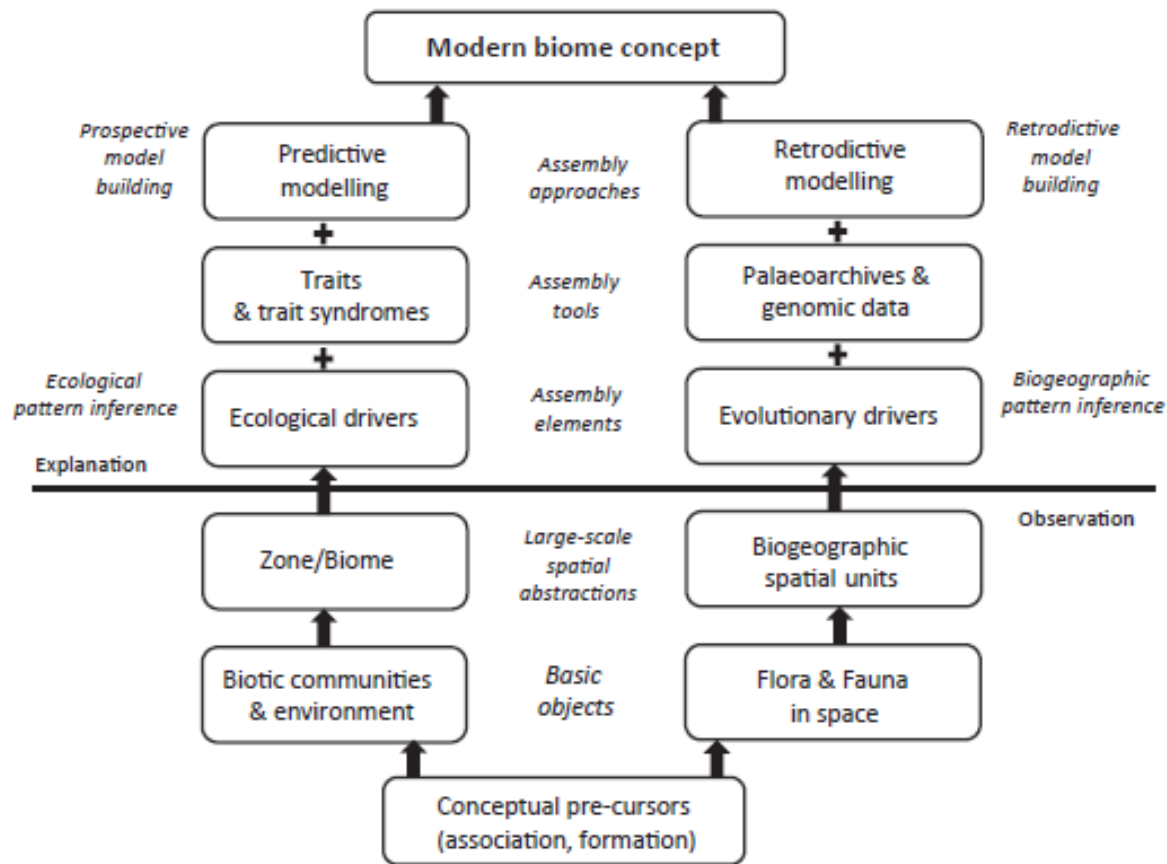 Modern biome concept
Prospective
model
building
Predictive
modelling
Assembly
approaches
Retrodictive
modelling
Retrodictive
model
building
+
+
Traits
& trait syndromes
Assembly
tools
Palaeoarchives &
genomic data
+
+
Ecological
pattern inference
Ecological drivers
Assembly
elements
Evolutionary drivers
Biogeographic
pattern inference
Explanation
Observation
Zone/Biome
Large-scale
spatial
abstractions
Biogeographic
spatial units
Biotic communities
& environment
Basic
objects
Flora & Fauna
in space
Conceptual pre-cursors
(association, formation)